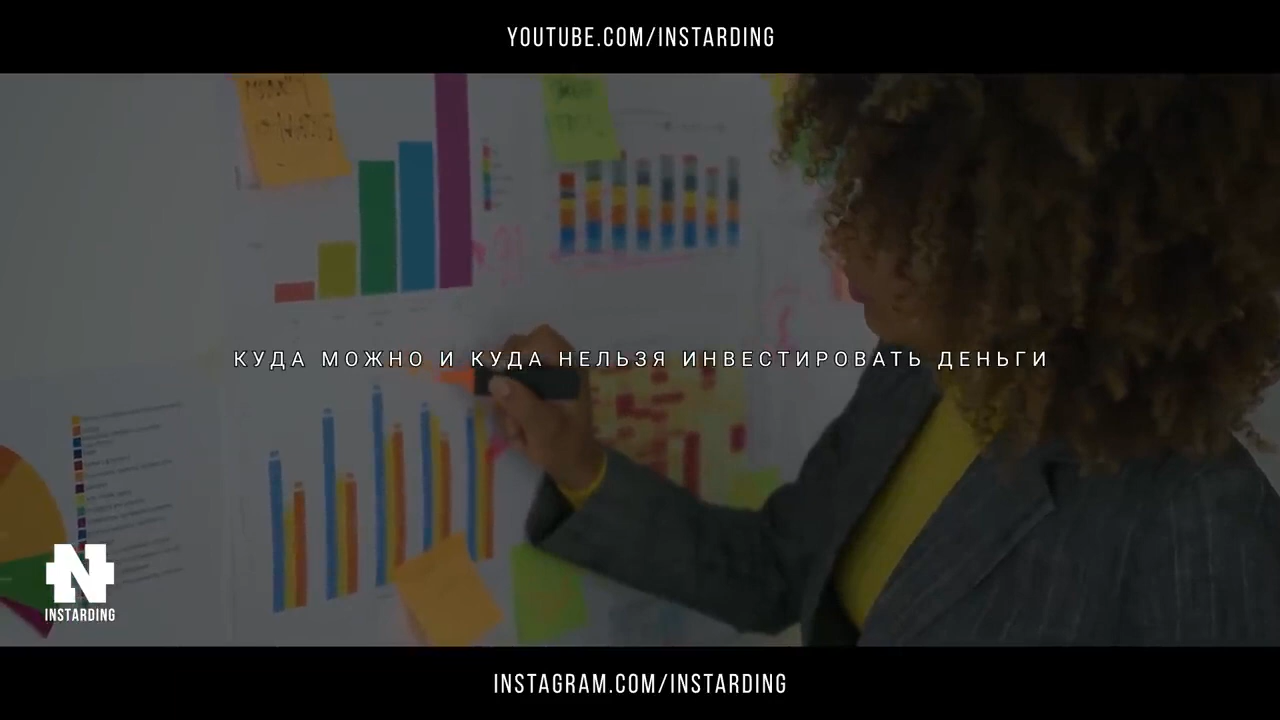 YOUTUBE.COM/INSTARDING
КУДА МОЖНО И КУДА НЕЛЬЗЯ ИНВЕСТИРОВАТЬ ДЕНЬГИ
N
INSTARDING
INSTAGRAM.COM/INSTARDING